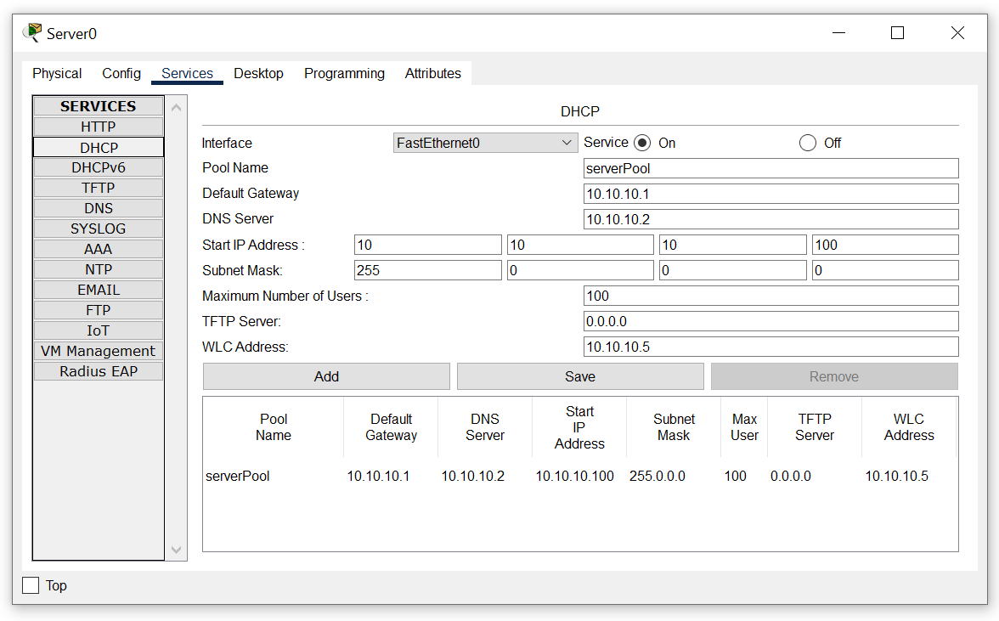 Server0
Physical Config Services Desktop Programming Attributes
SERVICES
HTTP
DHCP
DHCPv6
TFTP
DNS
SYSLOG
AAA
NTP
EMAIL
FTP
IoT
VM Management
Radius EAP
DHCP
Interface FastEthernet0 Service On Off
Pool Name serverPool
Default Gateway 10.10.10.1
DNS Server 10.10.10.2
Start IP Address : 10 10 10 100
Subnet Mask: 255 0 0 0
Maximum Number of Users : 100
TFTP Server: 0.0.0.0
WLC Address: 10.10.10.5
Add Save Remove
Pool Name
Default Gateway
DNS Server
Start IP Address
Subnet Mask
Max User
TFTP Server
WLC Address
serverPool 10.10.10.1 10.10.10.2 10.10.10.100 255.0.0.0 100 0.0.0.0 10.10.10.5
Top